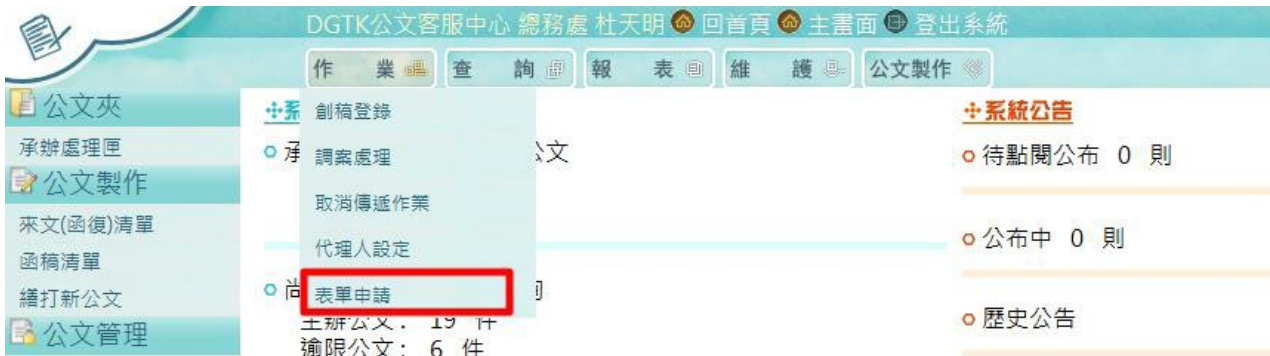 DGTK公文客服中心 總務處 杜天明 回首頁 主畫面 登出系統
作 業 查 詢 報 表 維 護 公文製作
公文夾
承辦處理匣
公文製作
來文(函復)清單
函稿清單
繕打新公文
公文管理
創稿登錄
調案處理
取消傳遞作業
代理人設定
表單申請
系
承
公文
尚
主辦公文: 19 件
逾限公文: 6 件
系統公告
待點閱公布 0 則
公布中 0 則
歷史公告